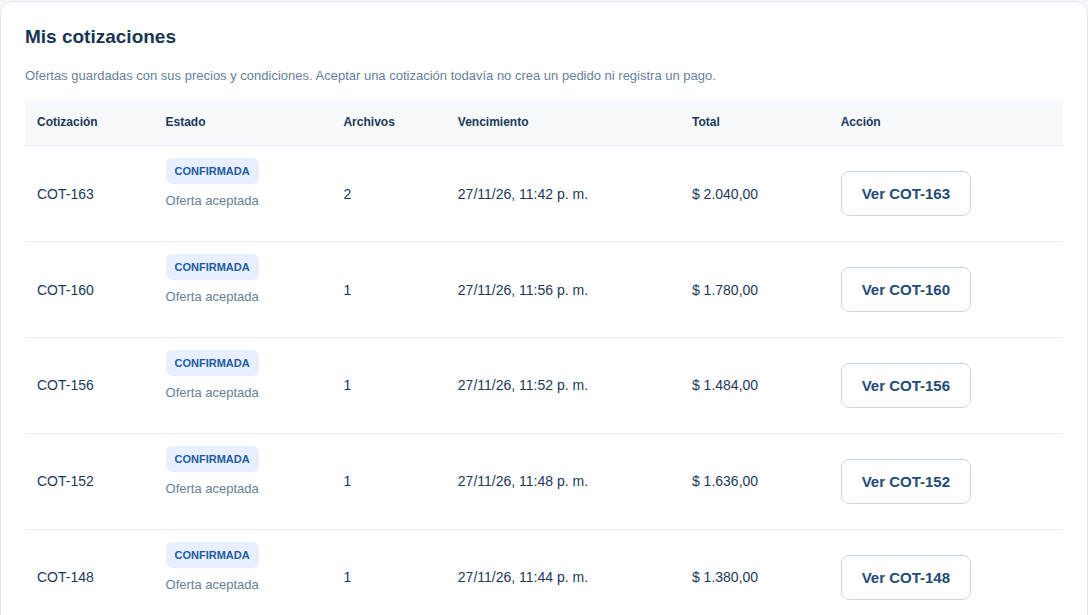 Mis cotizaciones
Ofertas guardadas con sus precios y condiciones. Aceptar una cotización todavía no crea un pedido ni registra un pago.
Cotización Estado Archivos Vencimiento Total Acción
COT-163 CONFIRMADA Oferta aceptada 2 27/11/26, 11:42 p. m. $ 2.040,00 Ver COT-163
COT-160 CONFIRMADA Oferta aceptada 1 27/11/26, 11:56 p. m. $ 1.780,00 Ver COT-160
COT-156 CONFIRMADA Oferta aceptada 1 27/11/26, 11:52 p. m. $ 1.484,00 Ver COT-156
COT-152 CONFIRMADA Oferta aceptada 1 27/11/26, 11:48 p. m. $ 1.636,00 Ver COT-152
COT-148 CONFIRMADA Oferta aceptada 1 27/11/26, 11:44 p. m. $ 1.380,00 Ver COT-148